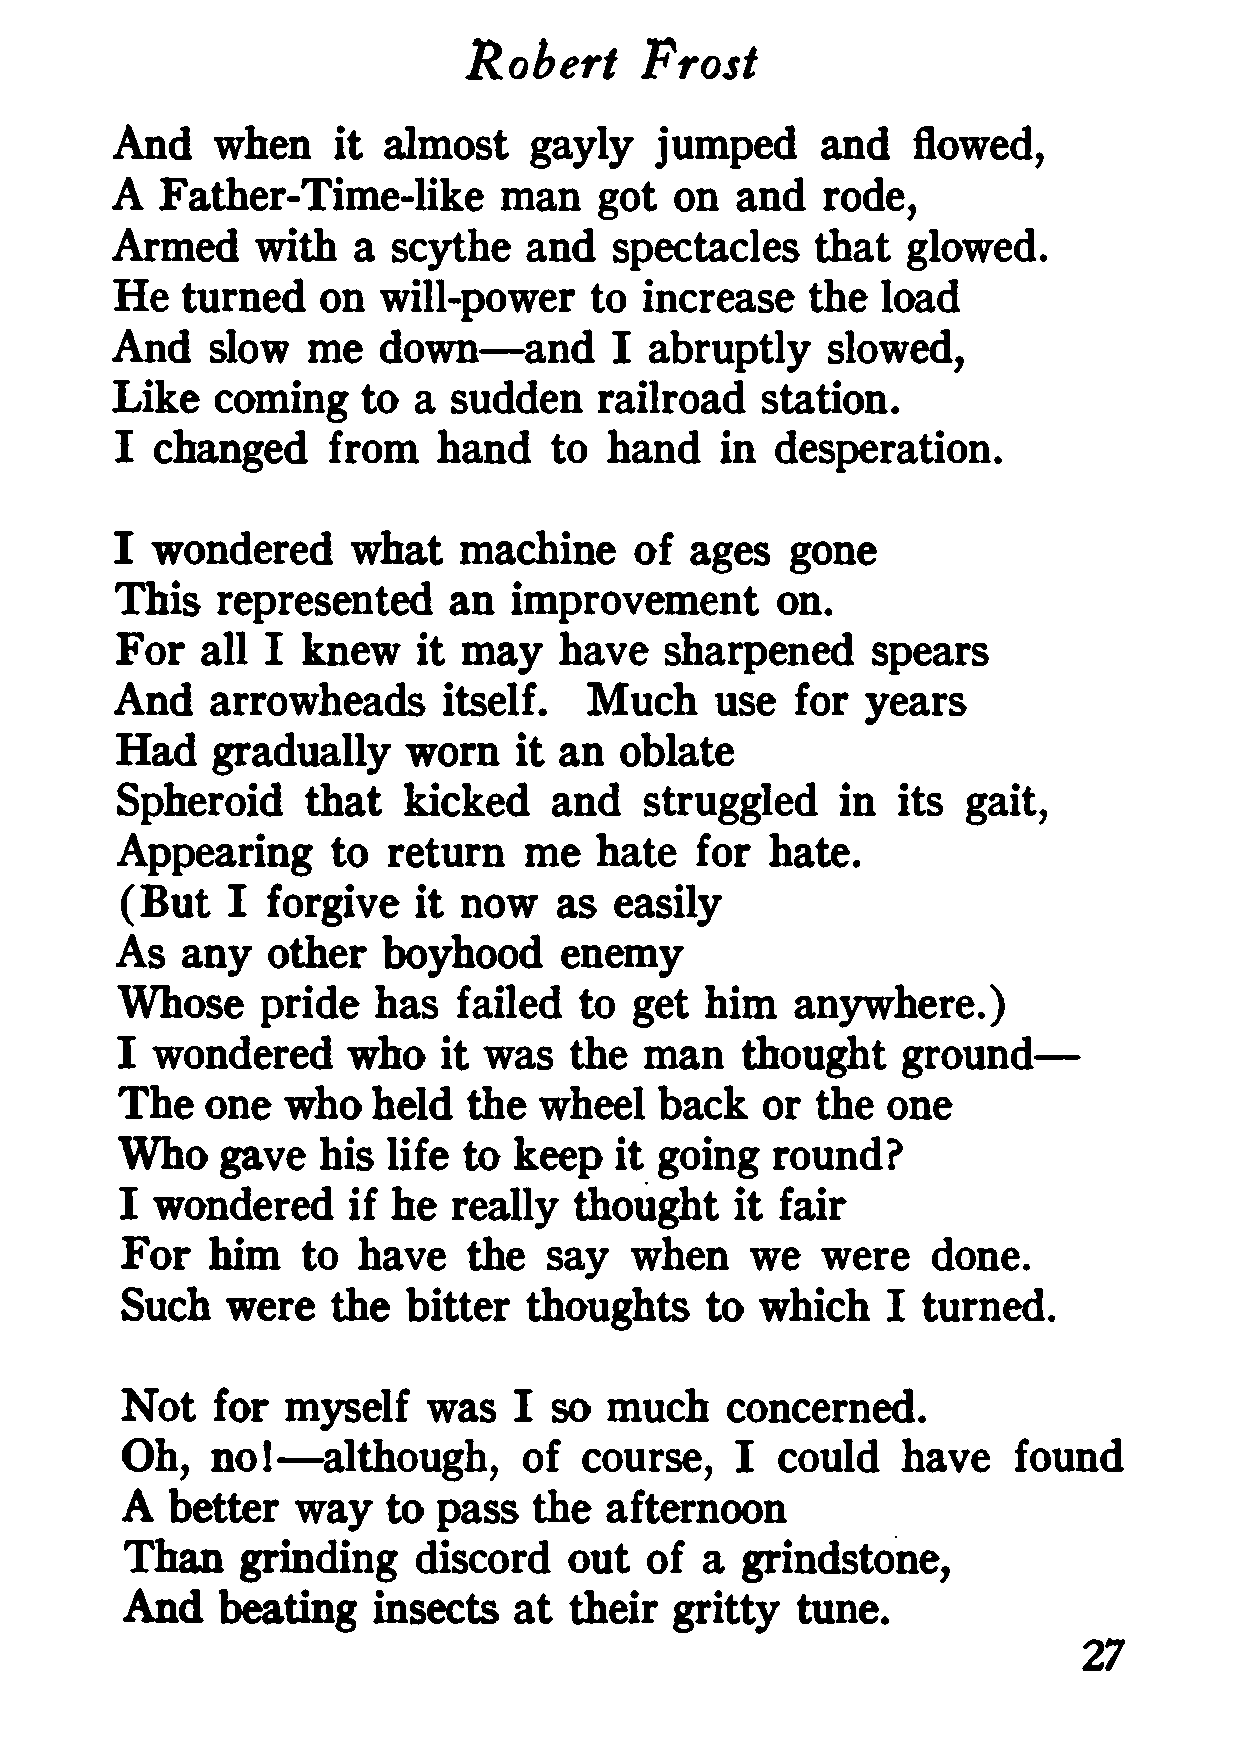 Robert Frost
And when it almost gayly jumped and flowed,
A Father-Time-like man got on and rode,
Armed with a scythe and spectacles that glowed.
He turned on will-power to increase the load
And slow me down—and I abruptly slowed,
Like coming to a sudden railroad station.
I changed from hand to hand in desperation.

I wondered what machine of ages gone
This represented an improvement on.
For all I knew it may have sharpened spears
And arrowheads itself. Much use for years
Had gradually worn it an oblate
Spheroid that kicked and struggled in its gait,
Appearing to return me hate for hate.
(But I forgive it now as easily
As any other boyhood enemy
Whose pride has failed to get him anywhere.)
I wondered who it was the man thought ground—
The one who held the wheel back or the one
Who gave his life to keep it going round?
I wondered if he really thought it fair
For him to have the say when we were done.
Such were the bitter thoughts to which I turned.

Not for myself was I so much concerned.
Oh, no!—although, of course, I could have found
A better way to pass the afternoon
Than grinding discord out of a grindstone,
And beating insects at their gritty tune.
27